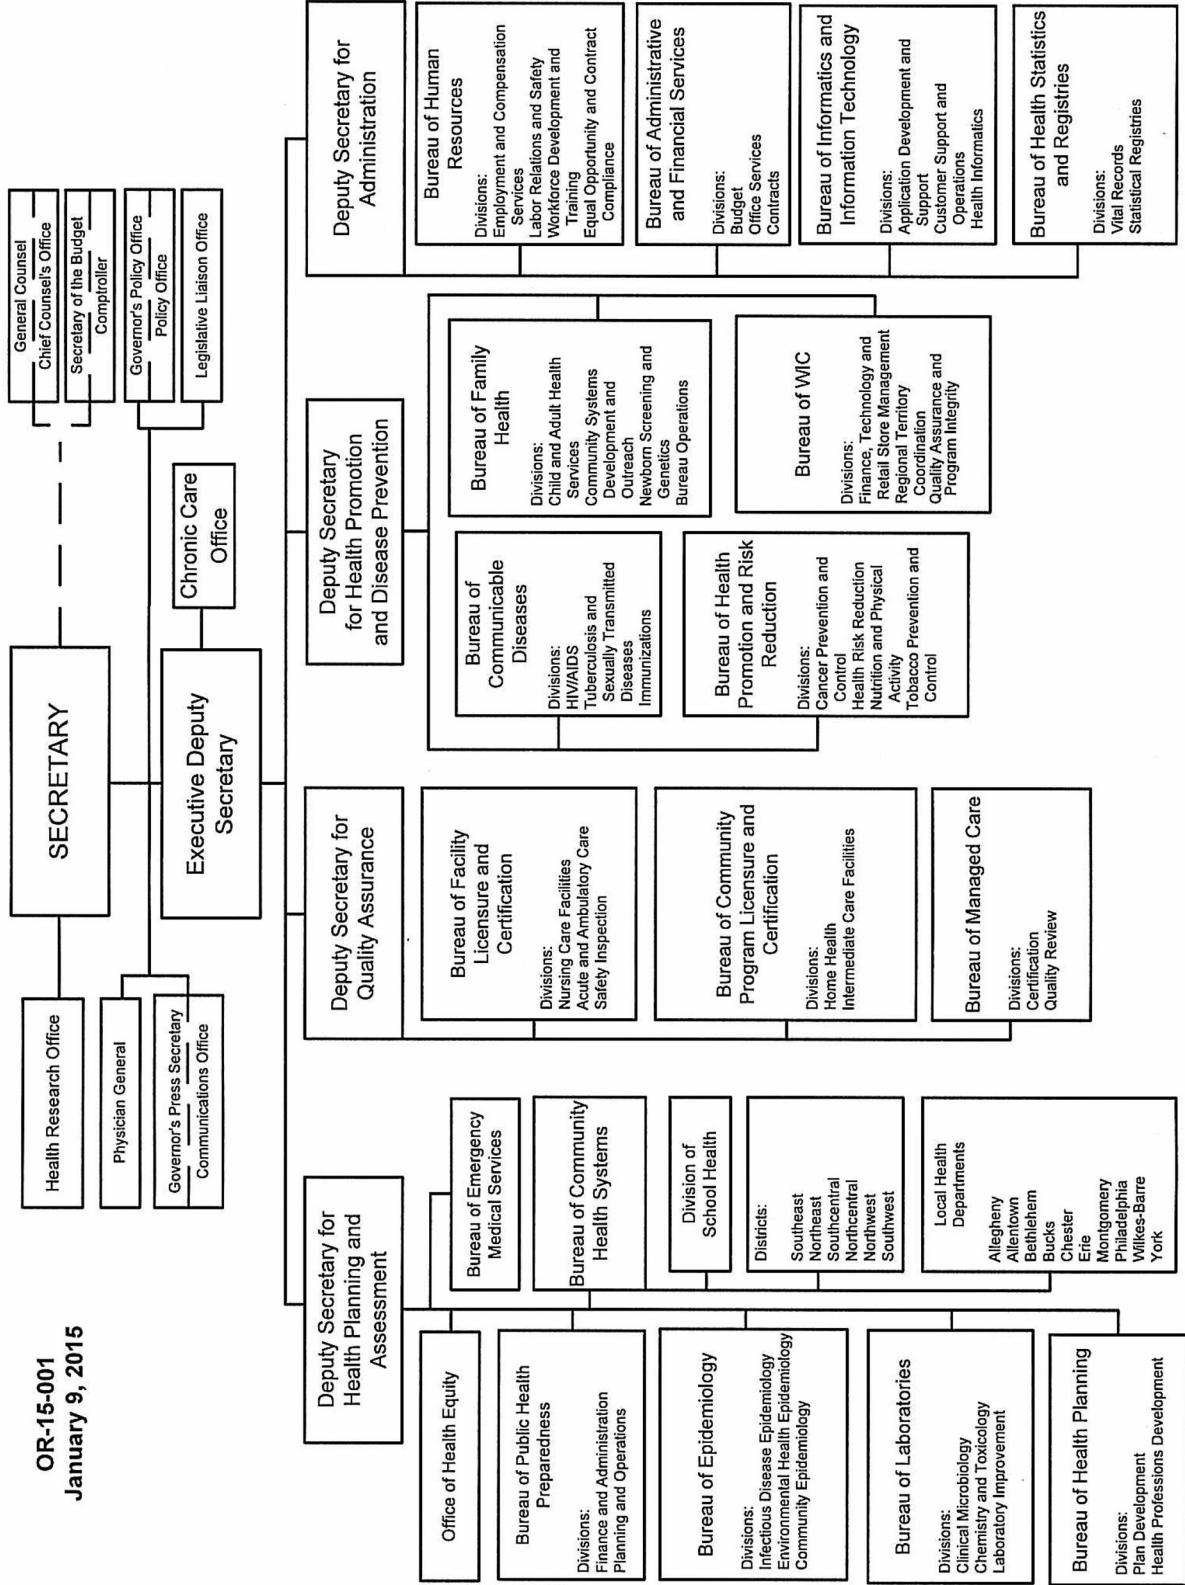 OR-15-001
January 9, 2015
SECRETARY
Health Research Office
Physician General
Governor's Press Secretary
Communications Office
General Counsel
Chief Counsel's Office
Secretary of the Budget
Comptroller
Governor's Policy Office
Policy Office
Legislative Liaison Office
Executive Deputy
Secretary
Chronic Care
Office
Deputy Secretary for
Health Planning and
Assessment
Office of Health Equity
Bureau of Emergency
Medical Services
Bureau of Public Health
Preparedness
Divisions:
Finance and Administration
Planning and Operations
Bureau of Community
Health Systems
Division of
School Health
Districts:
Southeast
Northeast
Southcentral
Northcentral
Northwest
Southwest
Local Health
Departments
Allegheny
Allentown
Bethlehem
Bucks
Chester
Erie
Montgomery
Philadelphia
Wilkes-Barre
York
Bureau of Epidemiology
Divisions:
Infectious Disease Epidemiology
Environmental Health Epidemiology
Community Epidemiology
Bureau of Laboratories
Divisions:
Clinical Microbiology
Chemistry and Toxicology
Laboratory Improvement
Bureau of Health Planning
Divisions:
Plan Development
Health Professions Development
Deputy Secretary for
Quality Assurance
Bureau of Facility
Licensure and
Certification
Divisions:
Nursing Care Facilities
Acute and Ambulatory Care
Safety Inspection
Bureau of Community
Program Licensure and
Certification
Divisions:
Home Health
Intermediate Care Facilities
Bureau of Managed Care
Divisions:
Certification
Quality Review
Deputy Secretary
for Health Promotion
and Disease Prevention
Bureau of
Communicable
Diseases
Divisions:
HIV/AIDS
Tuberculosis and
Sexually Transmitted
Diseases
Immunizations
Bureau of Health
Promotion and Risk
Reduction
Divisions:
Cancer Prevention and
Control
Health Risk Reduction
Nutrition and Physical
Activity
Tobacco Prevention and
Control
Bureau of Family
Health
Divisions:
Child and Adult Health
Services
Community Systems
Development and
Outreach
Newborn Screening and
Genetics
Bureau Operations
Bureau of WIC
Divisions:
Finance, Technology and
Retail Store Management
Regional Territory
Coordination
Quality Assurance and
Program Integrity
Deputy Secretary for
Administration
Bureau of Human
Resources
Divisions:
Employment and Compensation
Services
Labor Relations and Safety
Workforce Development and
Training
Equal Opportunity and Contract
Compliance
Bureau of Administrative
and Financial Services
Divisions:
Budget
Office Services
Contracts
Bureau of Informatics and
Information Technology
Divisions:
Application Development and
Support
Customer Support and
Operations
Health Informatics
Bureau of Health Statistics
and Registries
Divisions:
Vital Records
Statistical Registries